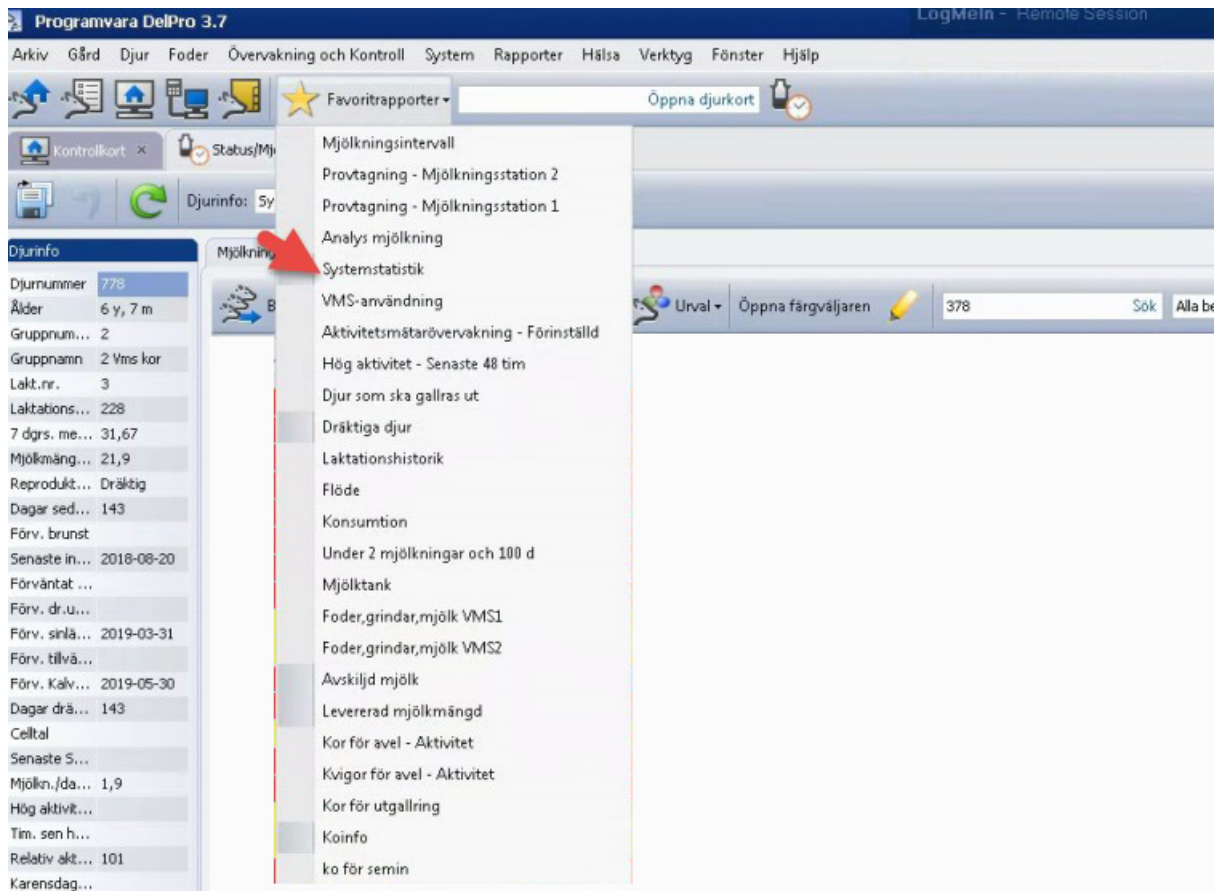 LogMeIn - Remote Session
Programvara DelPro 3.7
Arkiv Gård Djur Foder Övervakning och Kontroll System Rapporter Hälsa Verktyg Fönster Hjälp
Favoritrapporter Öppna djurkort
Kontrollkort × Status/Mj
Djurinfo: Sy
Djurinfo
Mjölkning
B Urval Öppna färgväljaren 378 Sök Alla be
Djurnummer 778
Ålder 6 y, 7 m
Gruppnum... 2
Gruppnamn 2 Vms kor
Lakt.nr. 3
Laktations... 228
7 dgrs. me... 31,67
Mjölkmäng... 21,9
Reprodukt... Dräktig
Dagar sed... 143
Förv. brunst
Senaste in... 2018-08-20
Förväntat ...
Förv. dr.u...
Förv. sinlä... 2019-03-31
Förv. tillvä...
Förv. Kalv... 2019-05-30
Dagar drä... 143
Celltal
Senaste S...
Mjölkn./da... 1,9
Hög aktivit...
Tim. sen h...
Relativ akt... 101
Karensdag...
Mjölkningsintervall
Provtagning - Mjölkningsstation 2
Provtagning - Mjölkningsstation 1
Analys mjölkning
Systemstatistik
VMS-användning
Aktivitetsmätarövervakning - Förinställd
Hög aktivitet - Senaste 48 tim
Djur som ska gallras ut
Dräktiga djur
Laktationshistorik
Flöde
Konsumtion
Under 2 mjölkningar och 100 d
Mjölktank
Foder,grindar,mjölk VMS1
Foder,grindar,mjölk VMS2
Avskiljd mjölk
Levererad mjölkmängd
Kor för avel - Aktivitet
Kvigor för avel - Aktivitet
Kor för utgallring
Koinfo
ko för semin